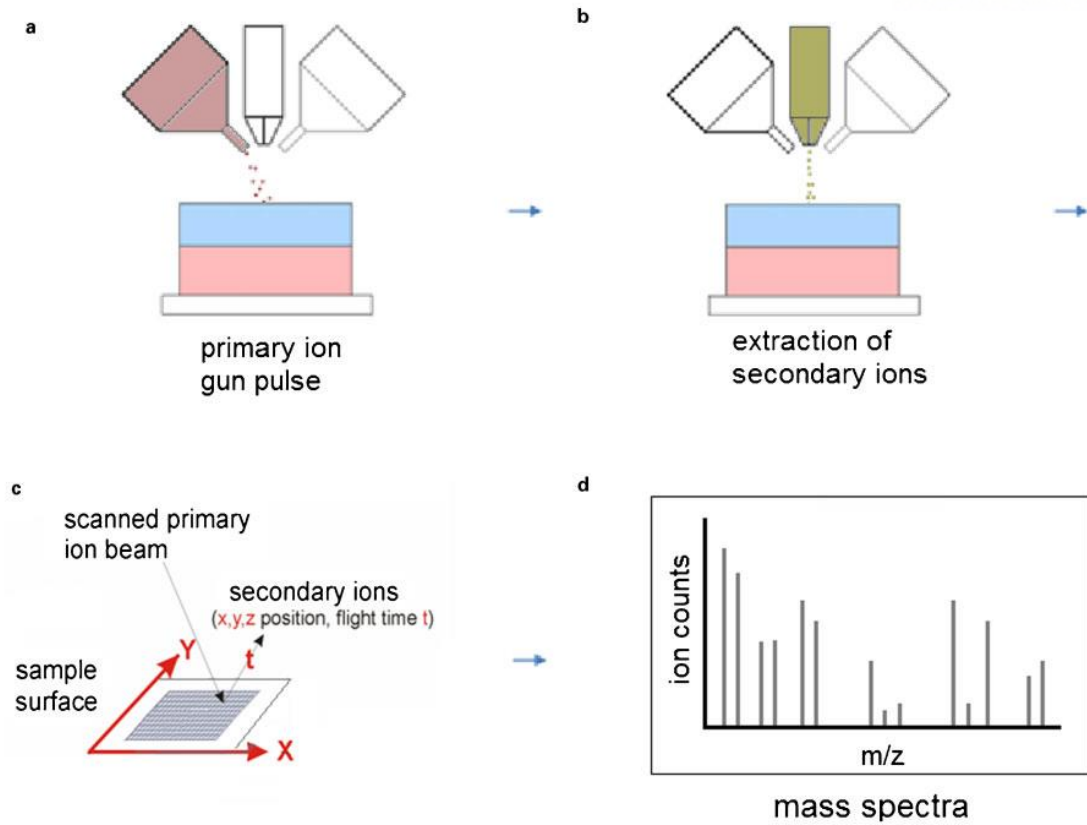 a
primary ion
gun pulse
b
extraction of
secondary ions
c
scanned primary
ion beam
secondary ions
(x,y,z position, flight time t)
Y
t
sample
surface
X
d
ion counts
m/z
mass spectra